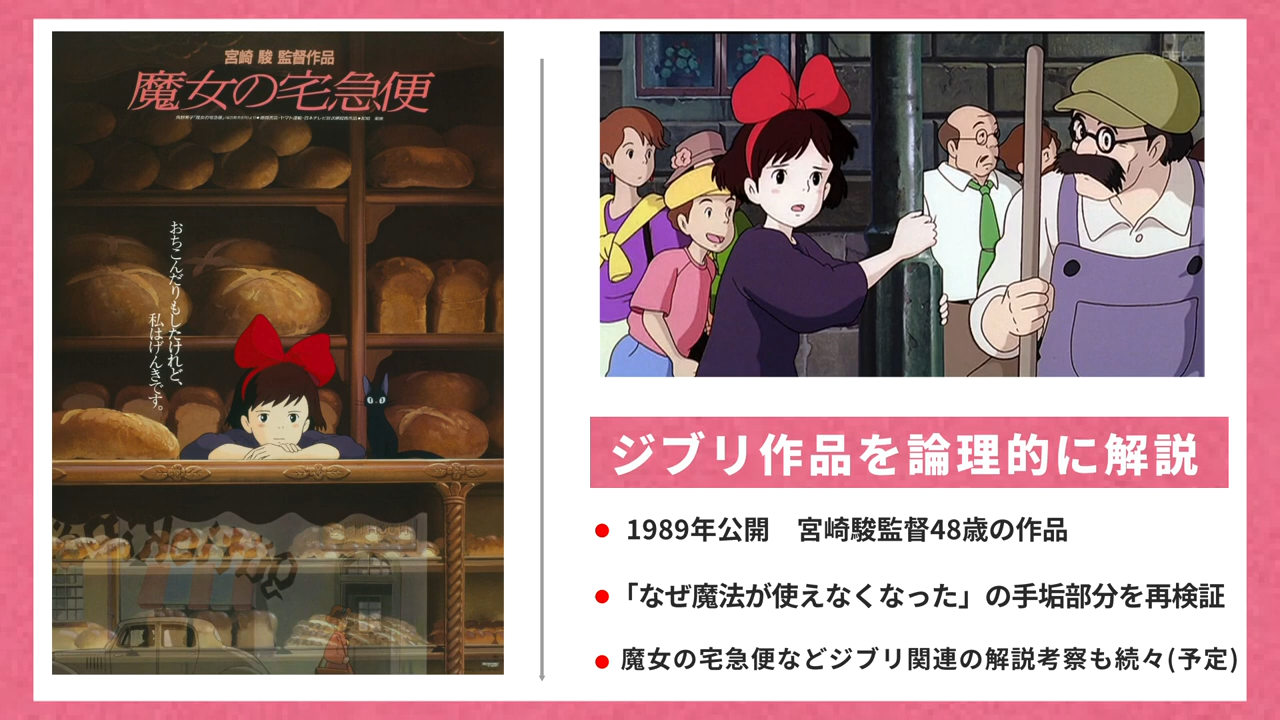 宮崎 駿 監督作品
魔女の宅急便
おちこんだりもしたけれど、
私はげんきです。
ジブリ作品を論理的に解説
1989年公開　宮崎駿監督48歳の作品
「なぜ魔法が使えなくなった」の手垢部分を再検証
魔女の宅急便などジブリ関連の解説考察も続々(予定)